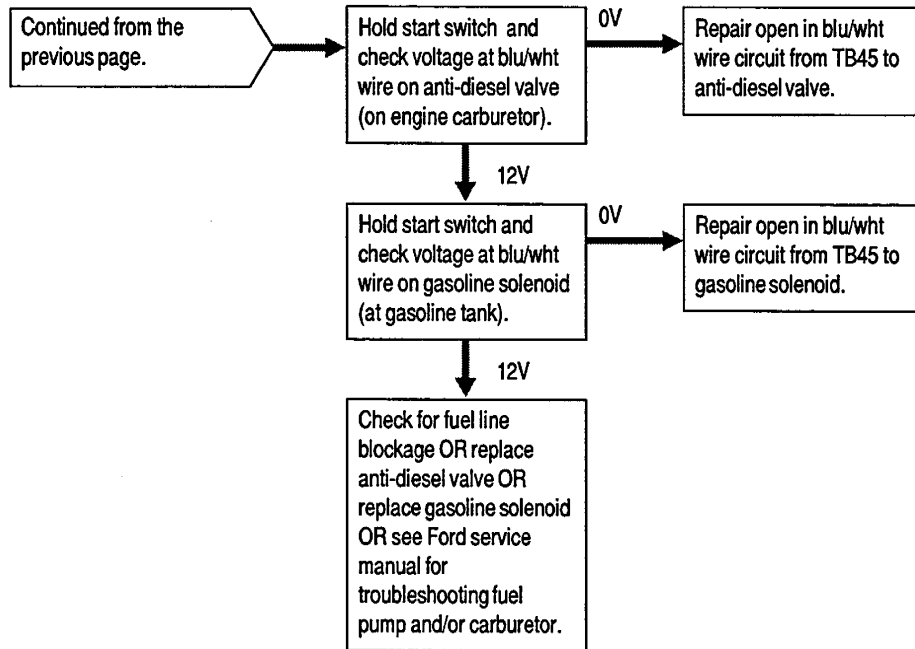 Continued from the
previous page.
Hold start switch and
check voltage at blu/wht
wire on anti-diesel valve
(on engine carburetor).
0V
Repair open in blu/wht
wire circuit from TB45 to
anti-diesel valve.
12V
Hold start switch and
check voltage at blu/wht
wire on gasoline solenoid
(at gasoline tank).
0V
Repair open in blu/wht
wire circuit from TB45 to
gasoline solenoid.
12V
Check for fuel line
blockage OR replace
anti-diesel valve OR
replace gasoline solenoid
OR see Ford service
manual for
troubleshooting fuel
pump and/or carburetor.